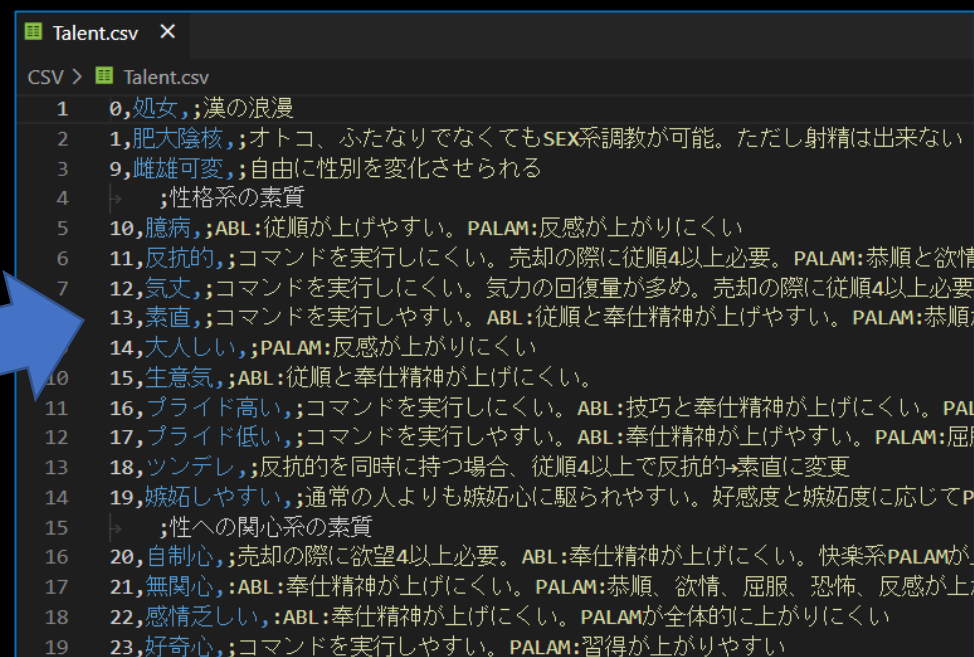 Talent.csv ×
CSV > Talent.csv
1 0,処女,;漢の浪漫
2 1,肥大陰核,;オトコ、ふたなりでなくてもSEX系調教が可能。ただし射精は出来ない
3 9,雌雄可変,;自由に性別を変化させられる
4 ;性格系の素質
5 10,臆病,;ABL:従順が上げやすい。PALAM:反感が上がりにくい
6 11,反抗的,;コマンドを実行しにくい。売却の際に従順4以上必要。PALAM:恭順と欲情
7 12,気丈,;コマンドを実行しにくい。気力の回復量が多め。売却の際に従順4以上必要
13,素直,;コマンドを実行しやすい。ABL:従順と奉仕精神が上げやすい。PALAM:恭順
14,大人しい,;PALAM:反感が上がりにくい
10 15,生意気,;ABL:従順と奉仕精神が上げにくい。
11 16,プライド高い,;コマンドを実行しにくい。ABL:技巧と奉仕精神が上げにくい。PAL
12 17,プライド低い,;コマンドを実行しやすい。ABL:奉仕精神が上げやすい。PALAM:屈
13 18,ツンデレ,;反抗的を同時に持つ場合、従順4以上で反抗的→素直に変更
14 19,嫉妬しやすい,;通常の人よりも嫉妬心に駆られやすい。好感度と嫉妬度に応じてP
15 ;性への関心系の素質
16 20,自制心,;売却の際に欲望4以上必要。ABL:奉仕精神が上げにくい。快楽系PALAMが
17 21,無関心,:ABL:奉仕精神が上げにくい。PALAM:恭順、欲情、屈服、恐怖、反感が上
18 22,感情乏しい,:ABL:奉仕精神が上げにくい。PALAMが全体的に上がりにくい
19 23,好奇心,;コマンドを実行しやすい。PALAM:習得が上がりやすい